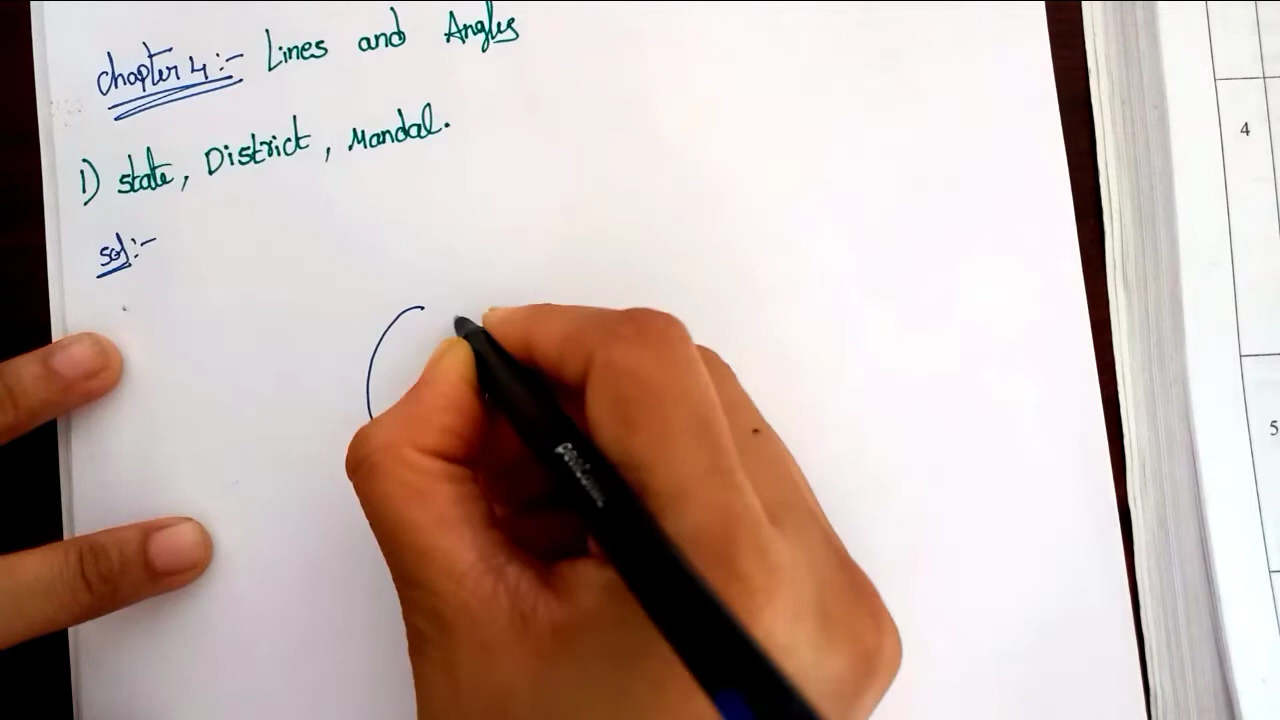 Chapter 4:- Lines and Angles
1) State, District, Mandal.
Sol:-
4
5